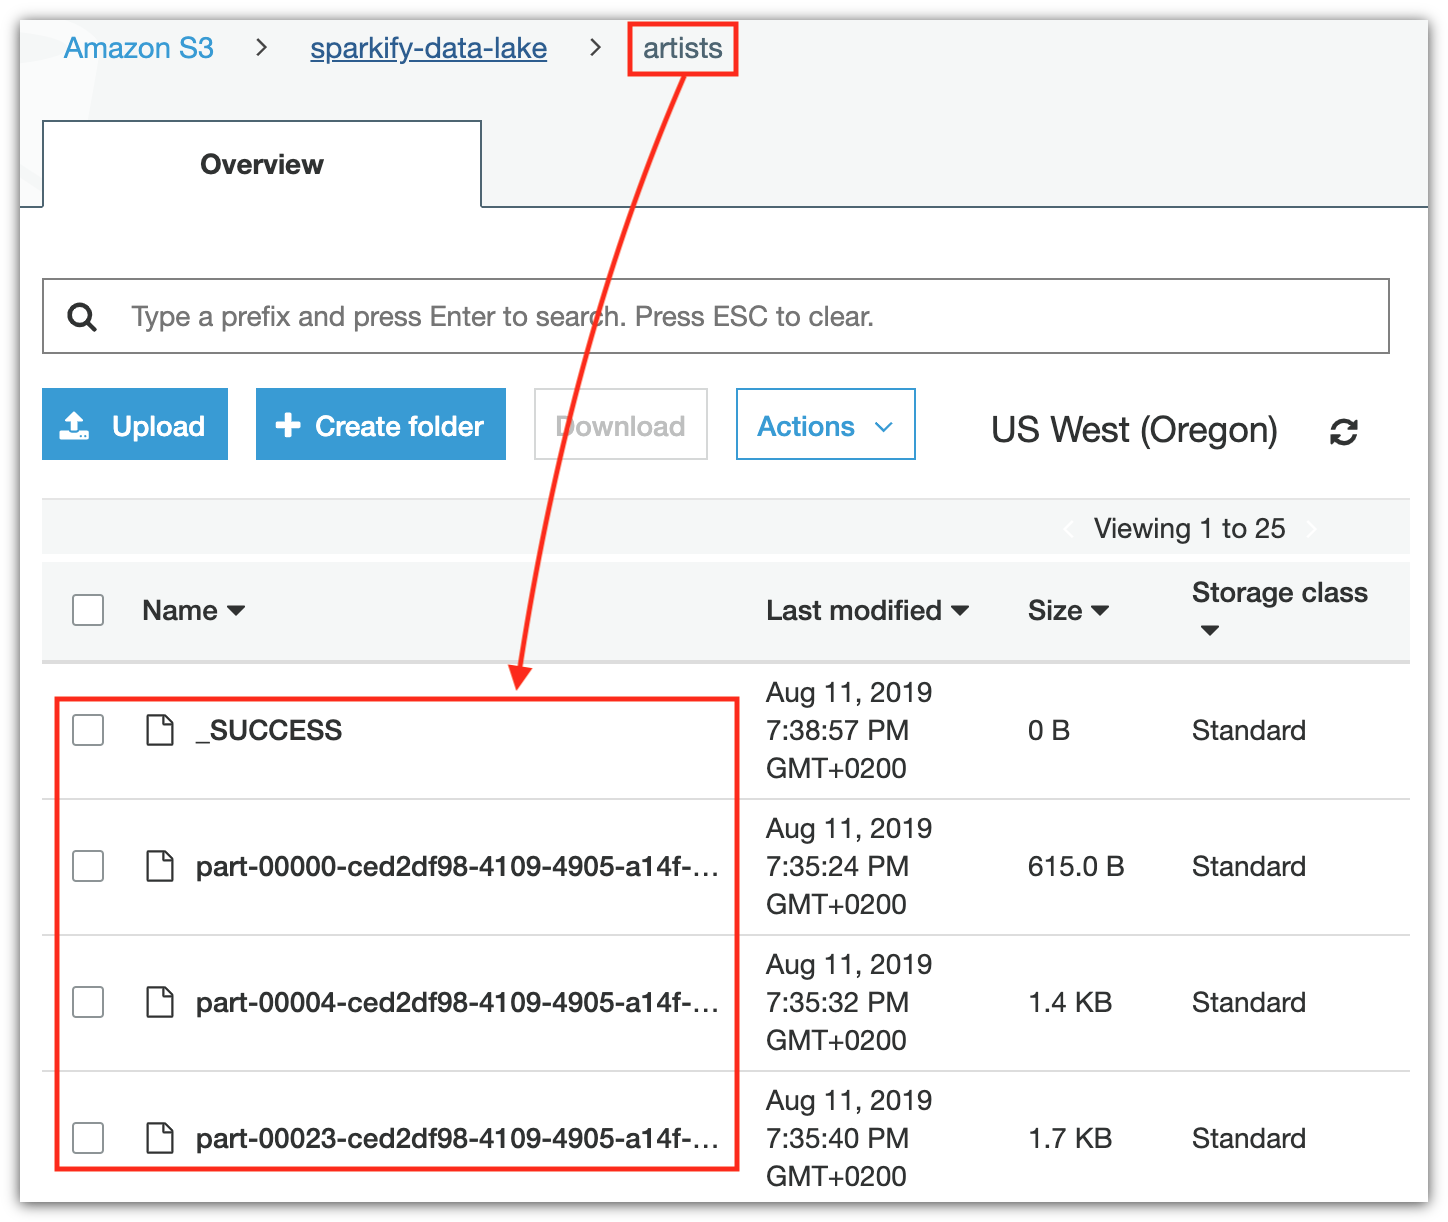 Amazon S3 > sparkify-data-lake > artists
Overview
Type a prefix and press Enter to search. Press ESC to clear.
Upload Create folder Download Actions US West (Oregon)
Viewing 1 to 25
Name Last modified Size Storage class
_SUCCESS Aug 11, 2019 7:38:57 PM GMT+0200 0 B Standard
part-00000-ced2df98-4109-4905-a14f-... Aug 11, 2019 7:35:24 PM GMT+0200 615.0 B Standard
part-00004-ced2df98-4109-4905-a14f-... Aug 11, 2019 7:35:32 PM GMT+0200 1.4 KB Standard
part-00023-ced2df98-4109-4905-a14f-... Aug 11, 2019 7:35:40 PM GMT+0200 1.7 KB Standard